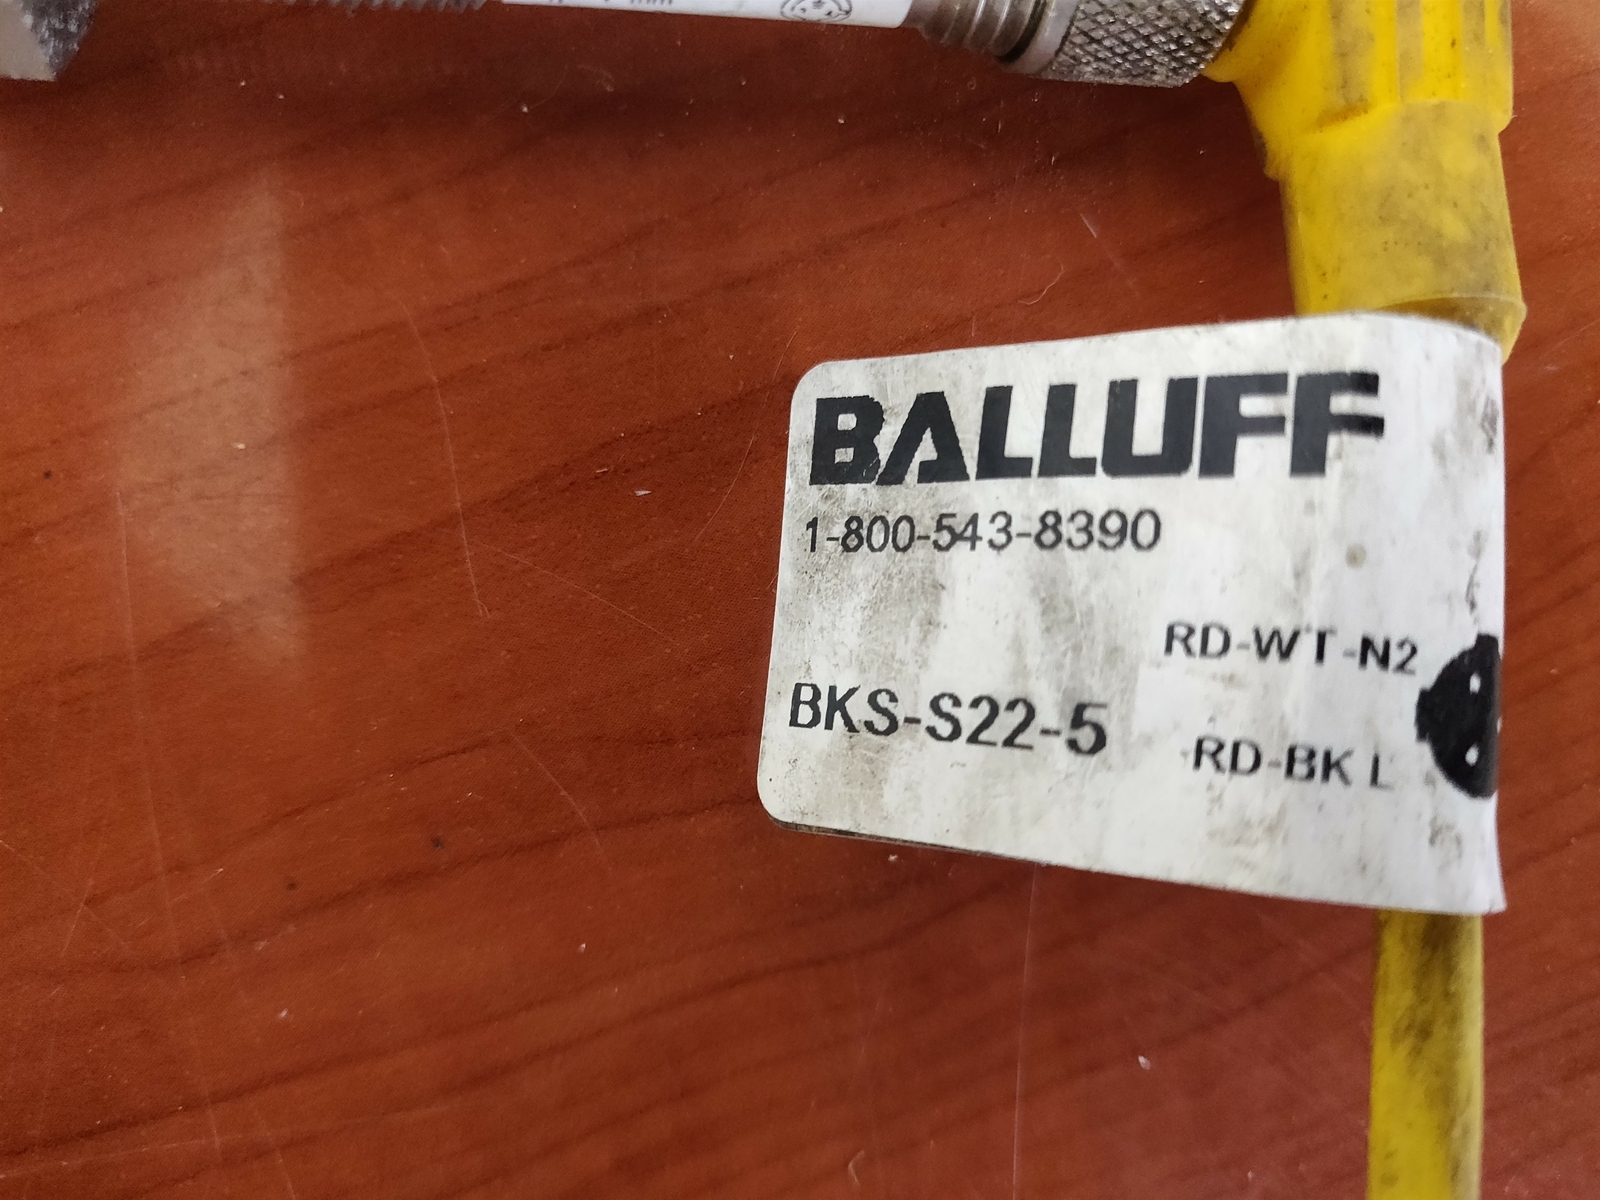 BALLUFF
1-800-543-8390
RD-WT-N2
BKS-S22-5
RD-BK L